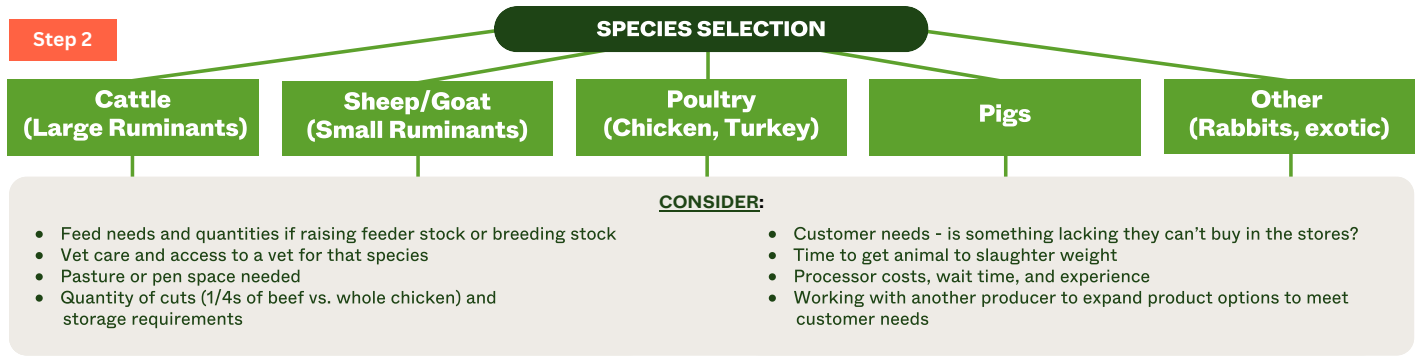 Step 2
SPECIES SELECTION
Cattle
(Large Ruminants)
Sheep/Goat
(Small Ruminants)
Poultry
(Chicken, Turkey)
Pigs
Other
(Rabbits, exotic)
CONSIDER:
• Feed needs and quantities if raising feeder stock or breeding stock
• Vet care and access to a vet for that species
• Pasture or pen space needed
• Quantity of cuts (1/4s of beef vs. whole chicken) and
storage requirements
• Customer needs - is something lacking they can't buy in the stores?
• Time to get animal to slaughter weight
• Processor costs, wait time, and experience
• Working with another producer to expand product options to meet
customer needs